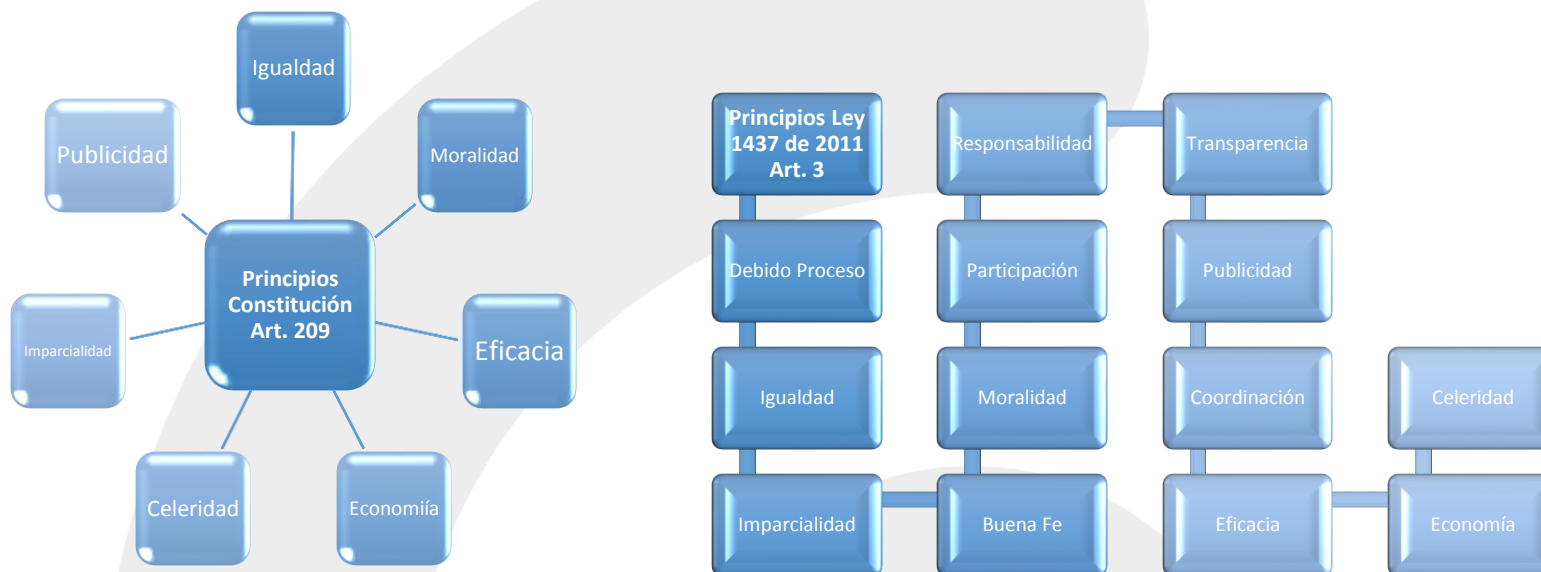 Igualdad
Moralidad
Eficacia
Economiía
Celeridad
Imparcialidad
Publicidad
Principios
Constitución
Art. 209
Principios Ley
1437 de 2011
Art. 3
Debido Proceso
Igualdad
Imparcialidad
Buena Fe
Moralidad
Participación
Responsabilidad
Transparencia
Publicidad
Coordinación
Eficacia
Economía
Celeridad